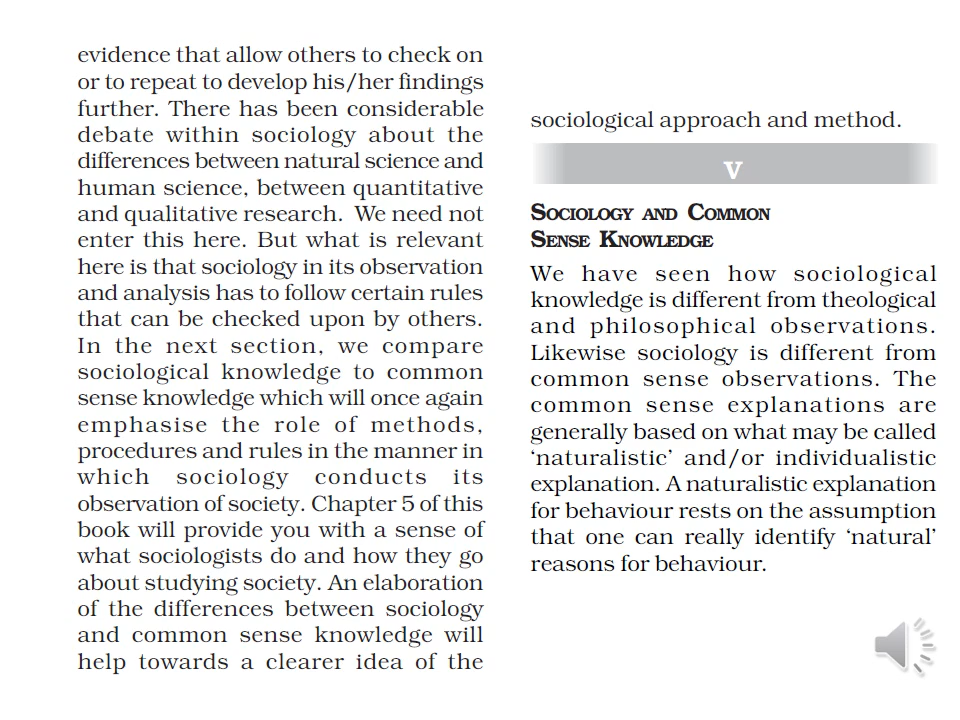 evidence that allow others to check on
or to repeat to develop his/her findings
further. There has been considerable
debate within sociology about the
differences between natural science and
human science, between quantitative
and qualitative research. We need not
enter this here. But what is relevant
here is that sociology in its observation
and analysis has to follow certain rules
that can be checked upon by others.
In the next section, we compare
sociological knowledge to common
sense knowledge which will once again
emphasise the role of methods,
procedures and rules in the manner in
which sociology conducts its
observation of society. Chapter 5 of this
book will provide you with a sense of
what sociologists do and how they go
about studying society. An elaboration
of the differences between sociology
and common sense knowledge will
help towards a clearer idea of the
sociological approach and method.
V
SOCIOLOGY AND COMMON
SENSE KNOWLEDGE
We have seen how sociological
knowledge is different from theological
and philosophical observations.
Likewise sociology is different from
common sense observations. The
common sense explanations are
generally based on what may be called
‘naturalistic’ and/or individualistic
explanation. A naturalistic explanation
for behaviour rests on the assumption
that one can really identify ‘natural’
reasons for behaviour.